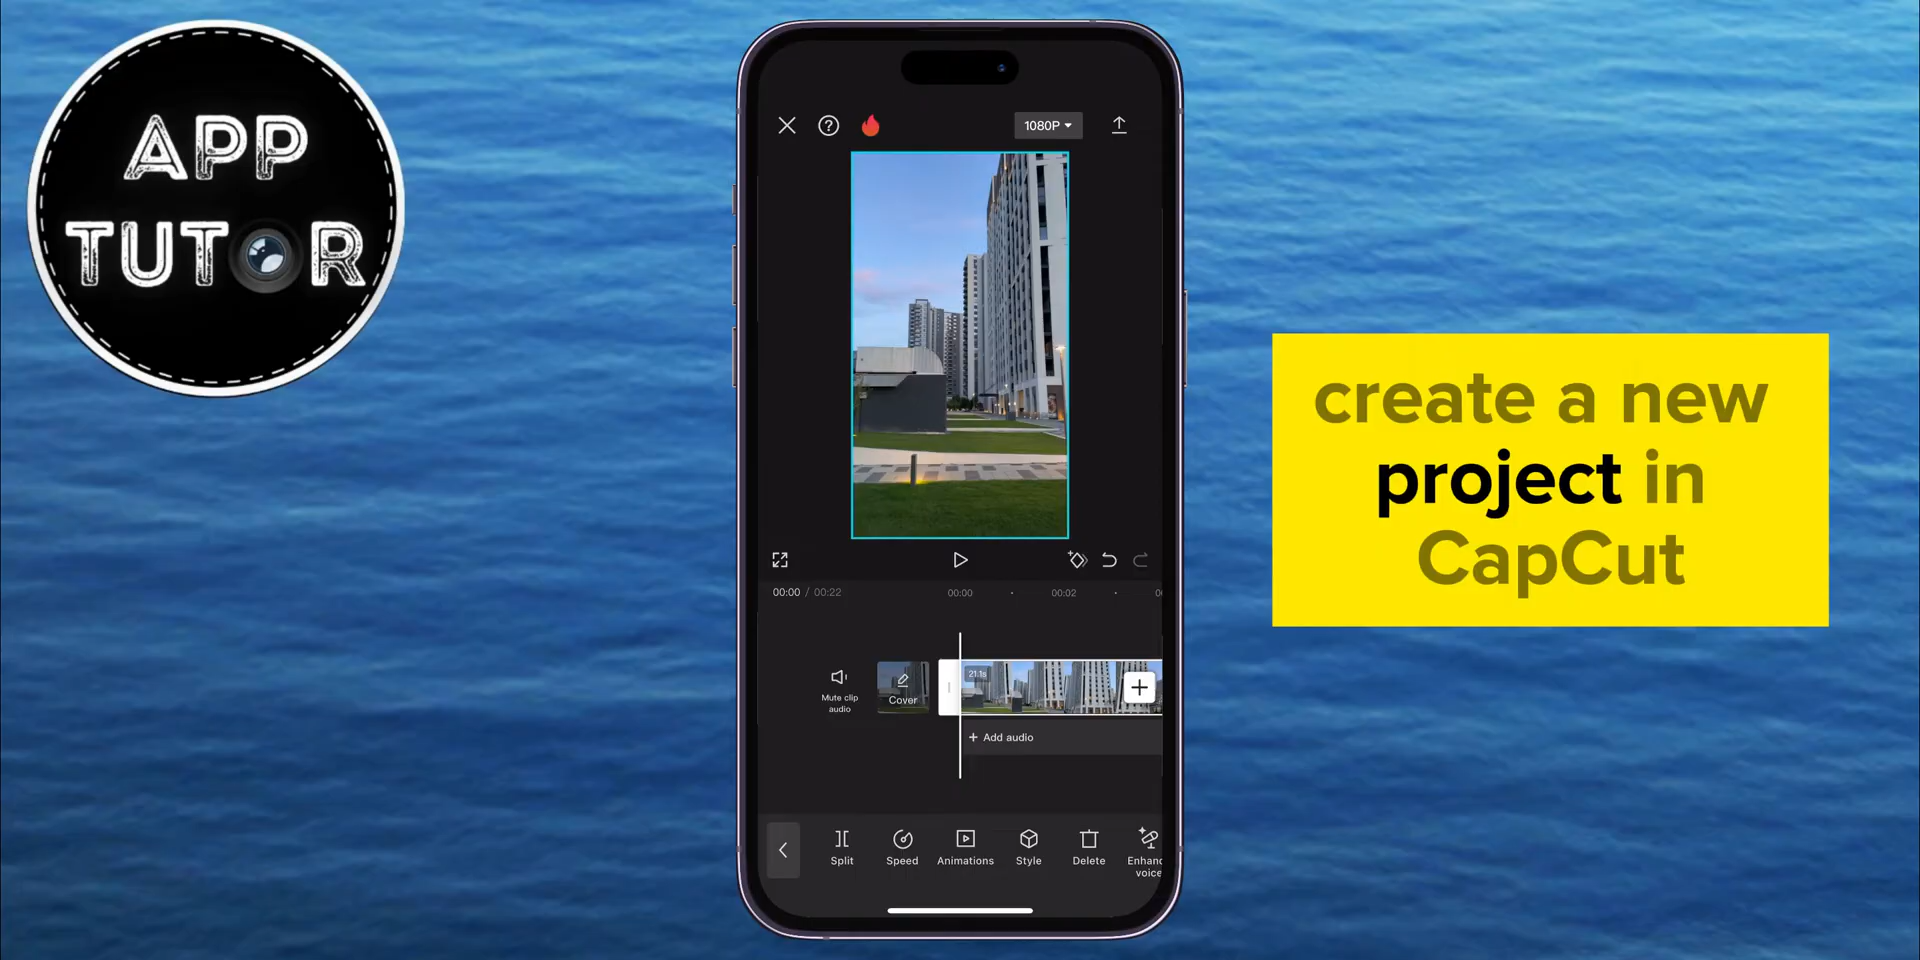 APP
TUTOR
1080P
create a new
project in
CapCut
00:00 / 00:22
00:00
00:02
21.1s
Mute clip
audio
Cover
Add audio
Split
Speed
Animations
Style
Delete
Enhanc
voice